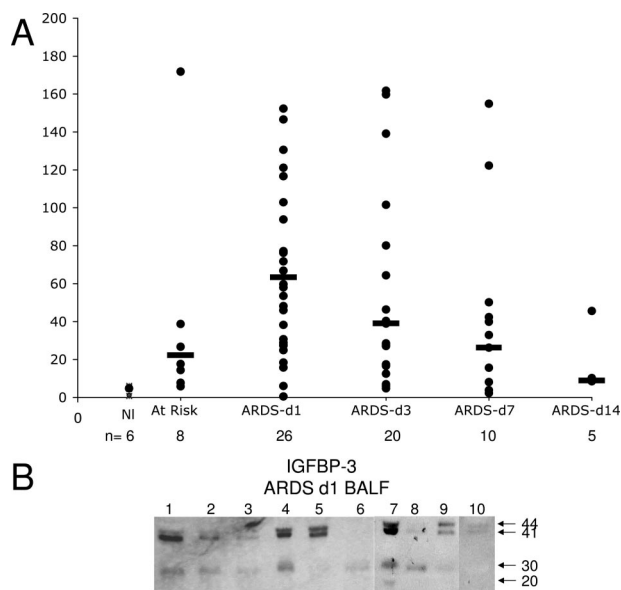 A
200
180
160
140
120
100
80
60
40
20
0
0
Nl At Risk ARDS-d1 ARDS-d3 ARDS-d7 ARDS-d14
n= 6 8 26 20 10 5
B
IGFBP-3
ARDS d1 BALF
1 2 3 4 5 6 7 8 9 10
44
41
30
20